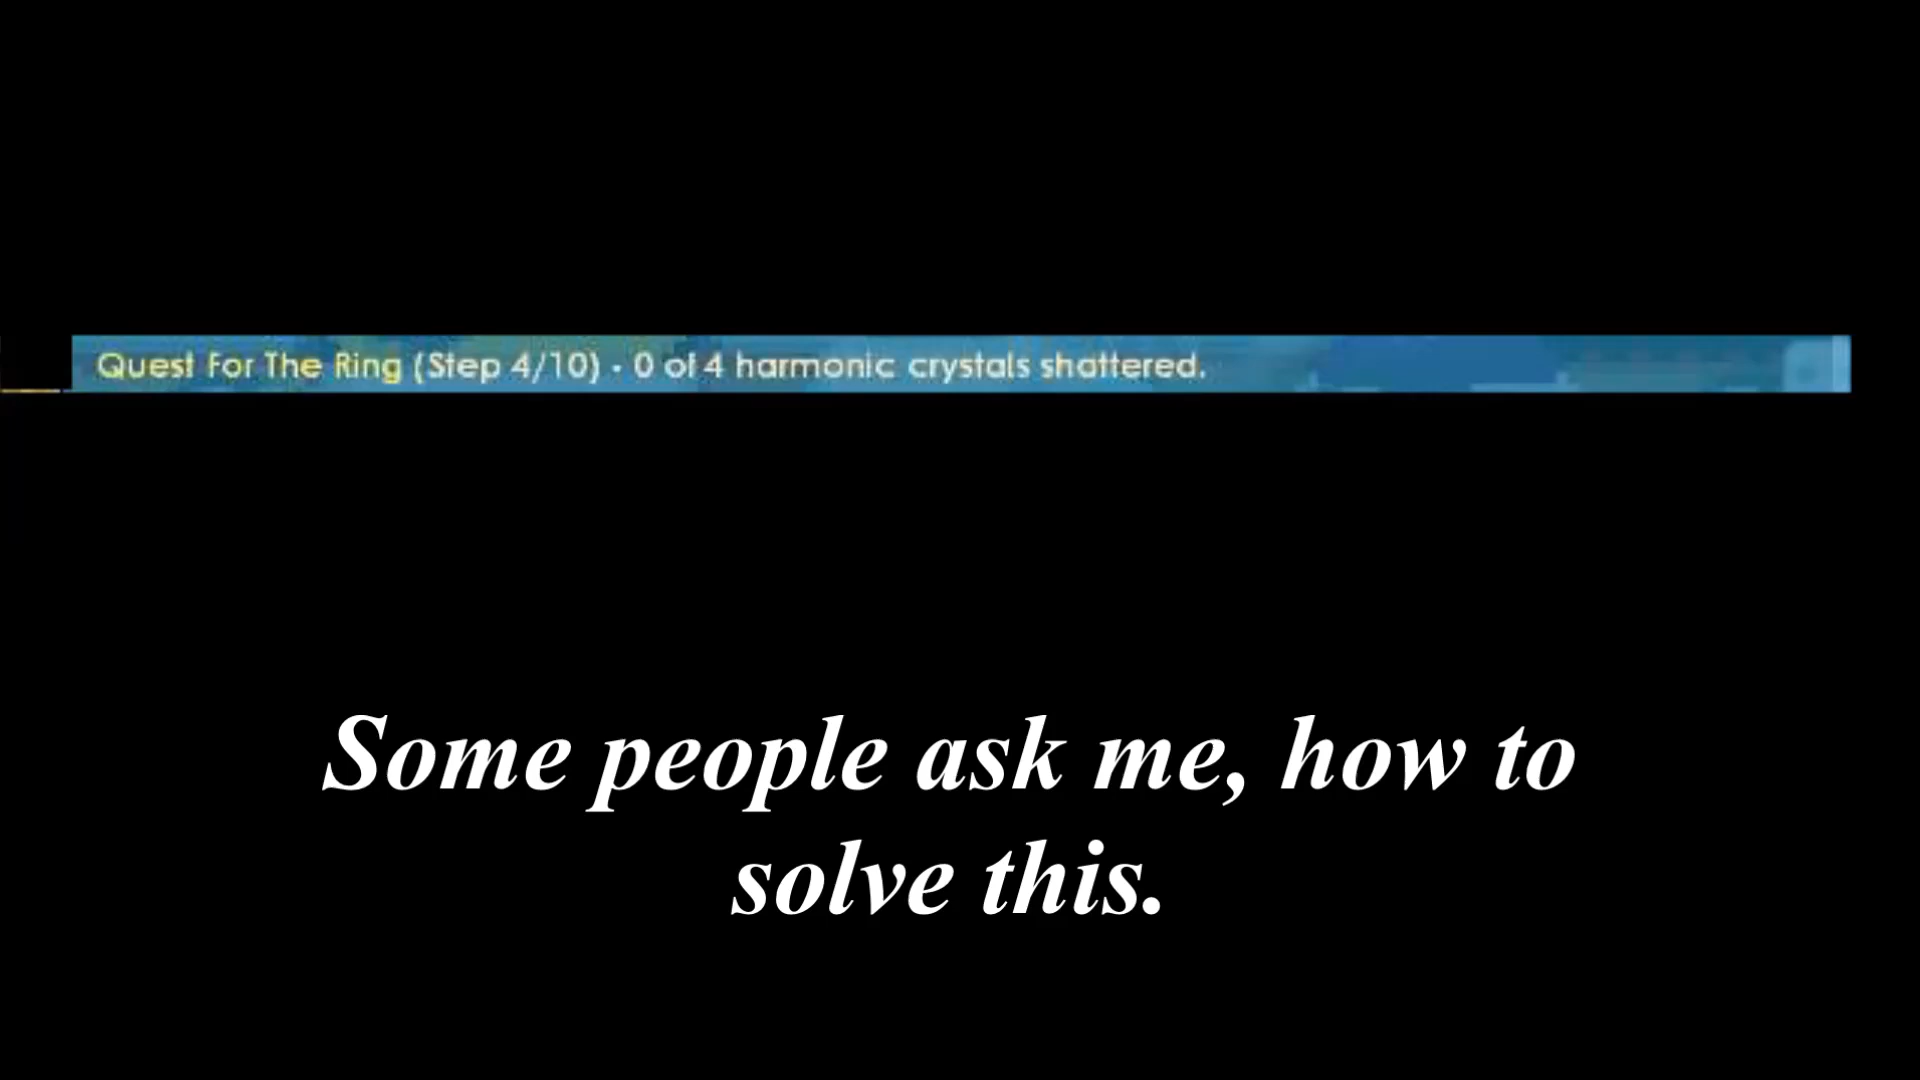 Quest For The Ring (Step 4/10) - 0 of 4 harmonic crystals shattered.
Some people ask me, how to
solve this.